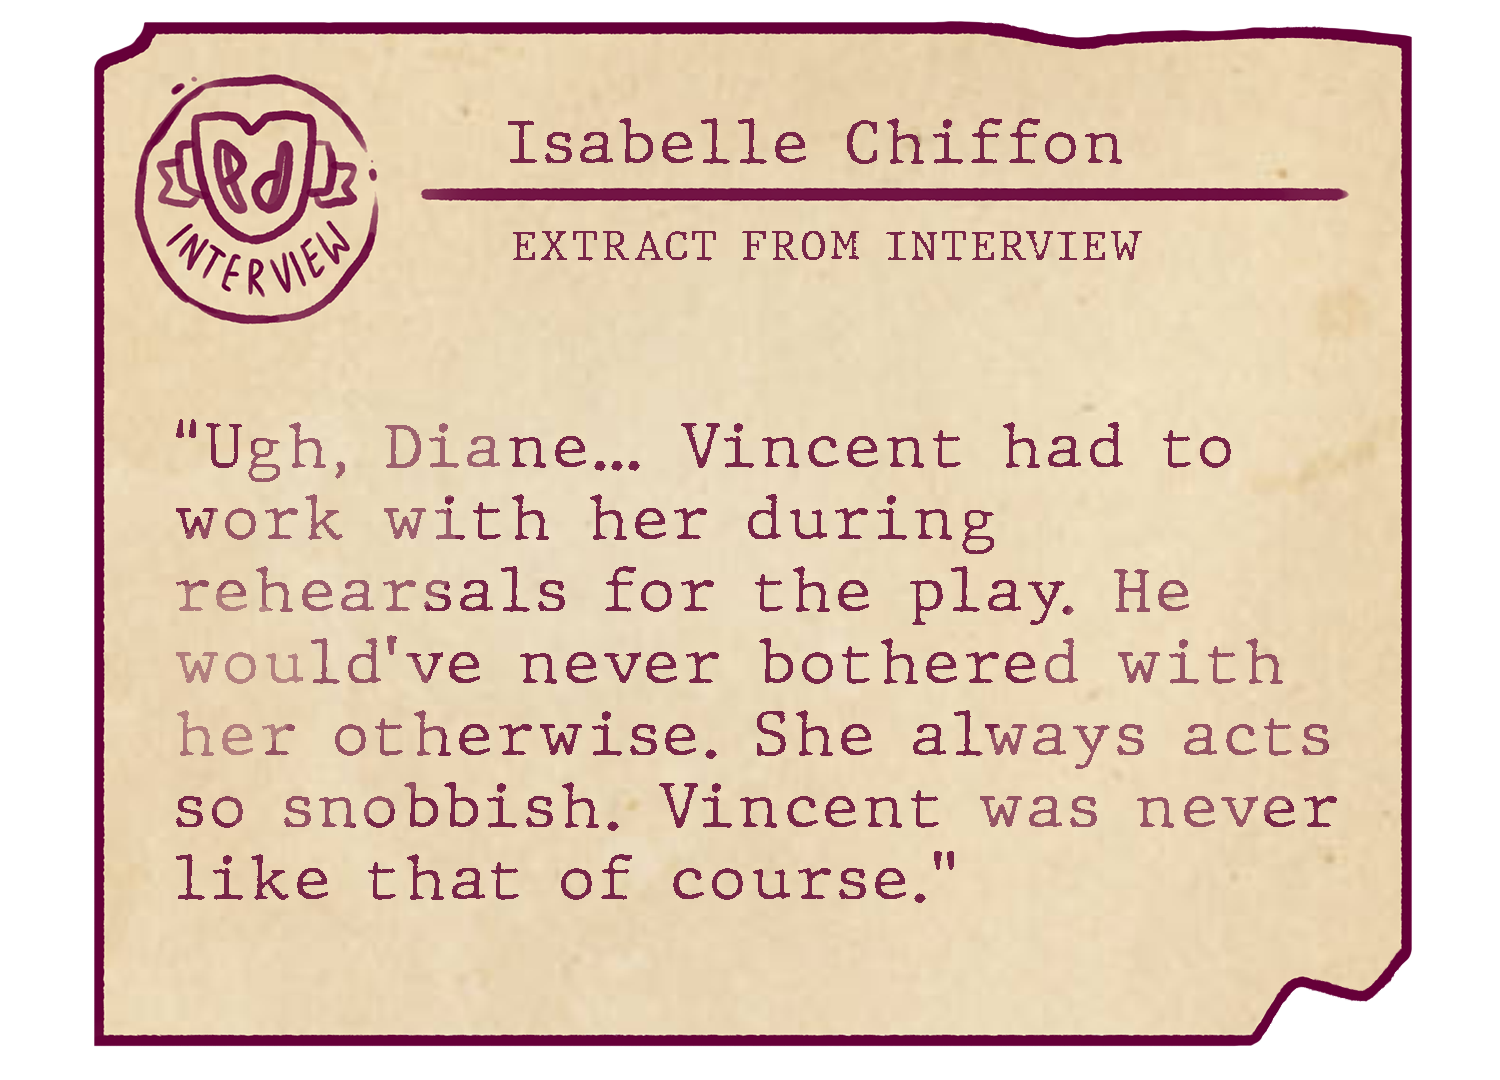 Pd
INTERVIEW
Isabelle Chiffon
EXTRACT FROM INTERVIEW
“Ugh, Diane... Vincent had to
work with her during
rehearsals for the play. He
would've never bothered with
her otherwise. She always acts
so snobbish. Vincent was never
like that of course."